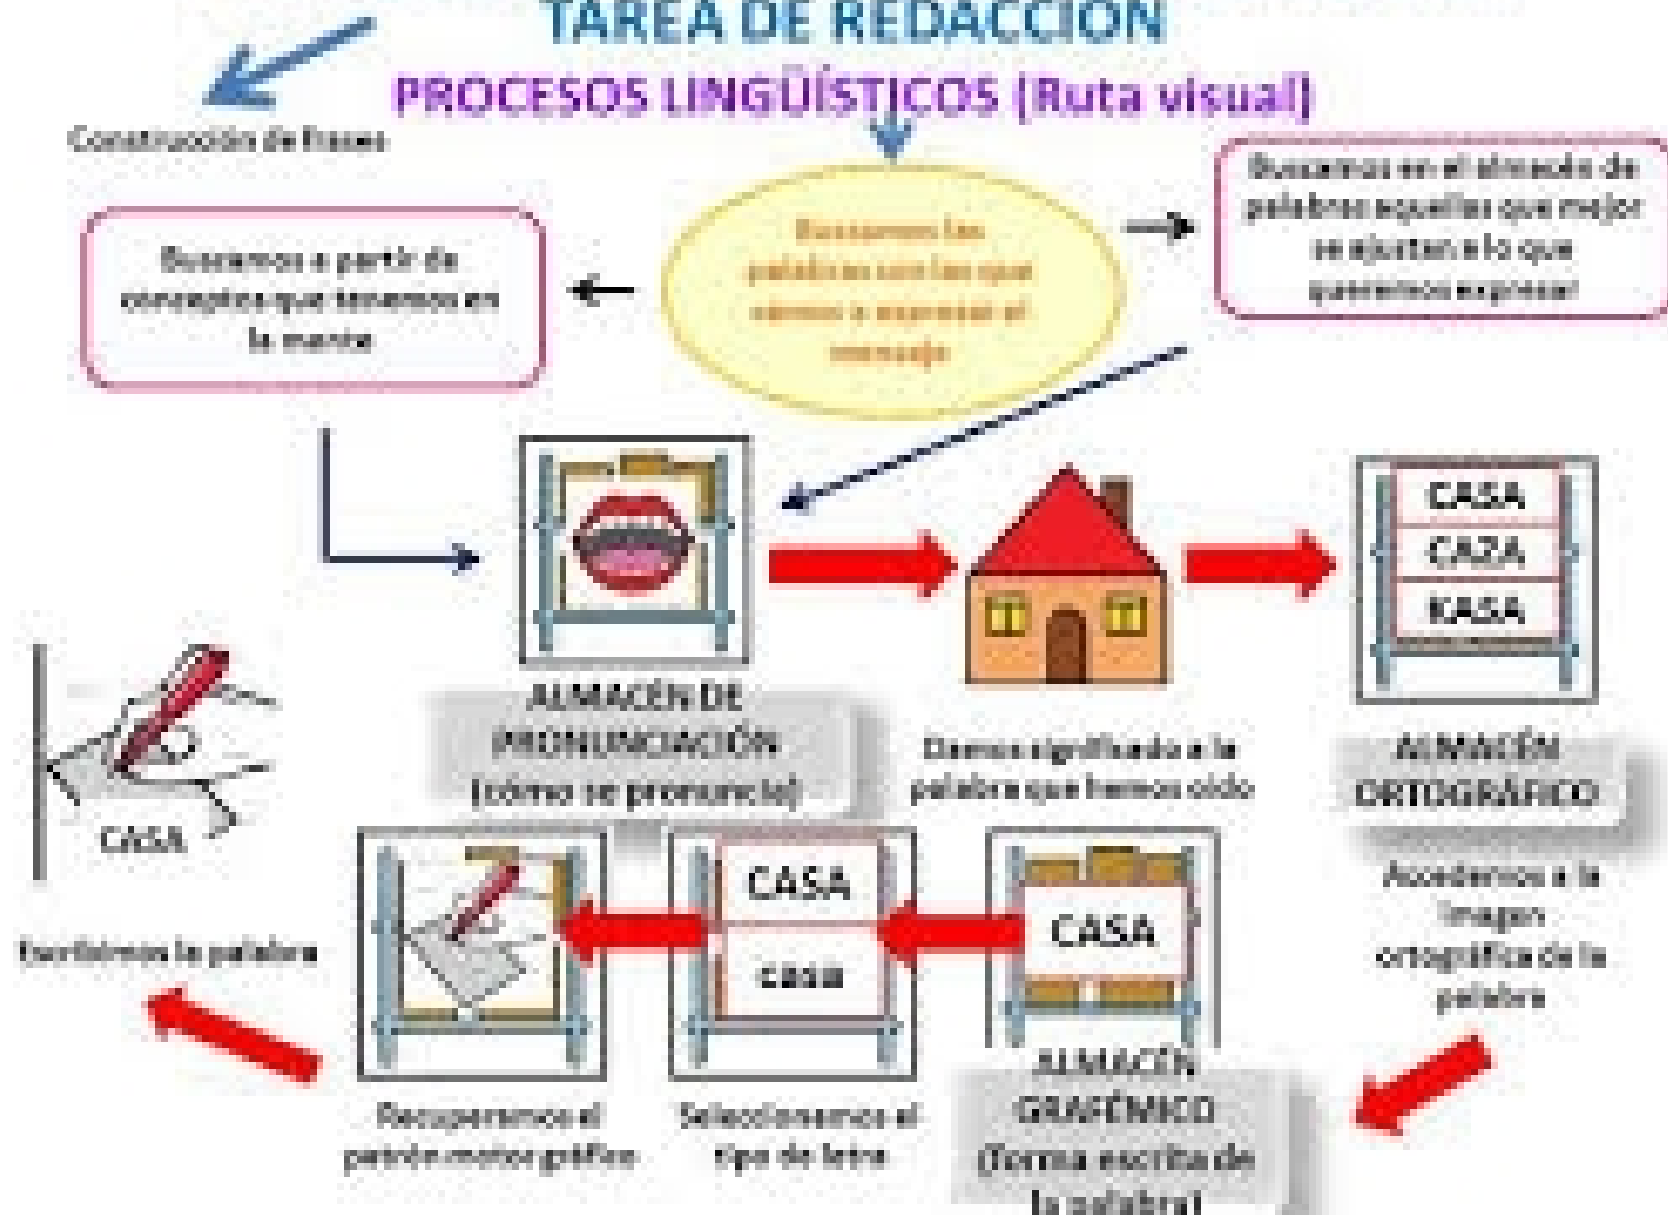 TAREA DE REDACCIÓN
PROCESOS LINGÜÍSTICOS (Ruta visual)
Construcción de frases
Buscamos a partir de
conceptos que tenemos en
la mente
Buscamos las
palabras con las que
vamos a expresar el
mensaje
Buscamos en el almacén de
palabras aquellas que mejor
se ajustan a lo que
queremos expresar
CASA
CAZA
KASA
ALMACÉN DE
PRONUNCIACIÓN
(cómo se pronuncia)
Damos significado a la
palabra que hemos oído
ALMACÉN
ORTOGRÁFICO
Accedemos a la
imagen
ortográfica de la
palabra
CASA
casa
CASA
ALMACÉN
GRAFÉMICO
(forma escrita de
la palabra)
Seleccionamos el
tipo de letra
Recuperamos el
patrón motor gráfico
CASA
Escribimos la palabra